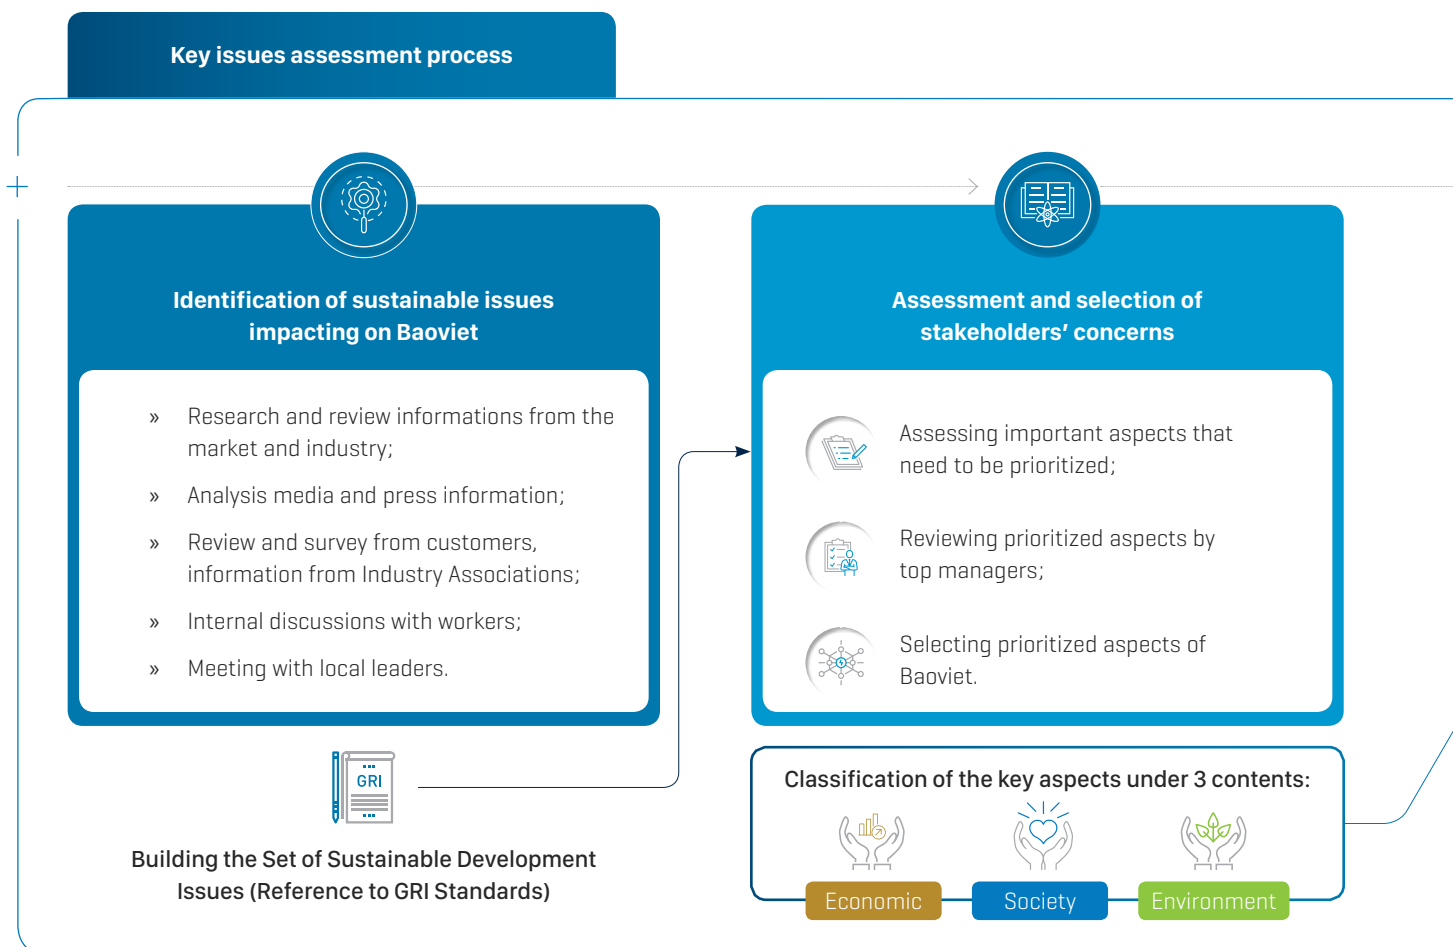 Key issues assessment process
Identification of sustainable issues
impacting on Baoviet
» Research and review informations from the
market and industry;
» Analysis media and press information;
» Review and survey from customers,
information from Industry Associations;
» Internal discussions with workers;
» Meeting with local leaders.
GRI
Building the Set of Sustainable Development
Issues (Reference to GRI Standards)
Assessment and selection of
stakeholders' concerns
Assessing important aspects that
need to be prioritized;
Reviewing prioritized aspects by
top managers;
Selecting prioritized aspects of
Baoviet.
Classification of the key aspects under 3 contents:
Economic
Society
Environment